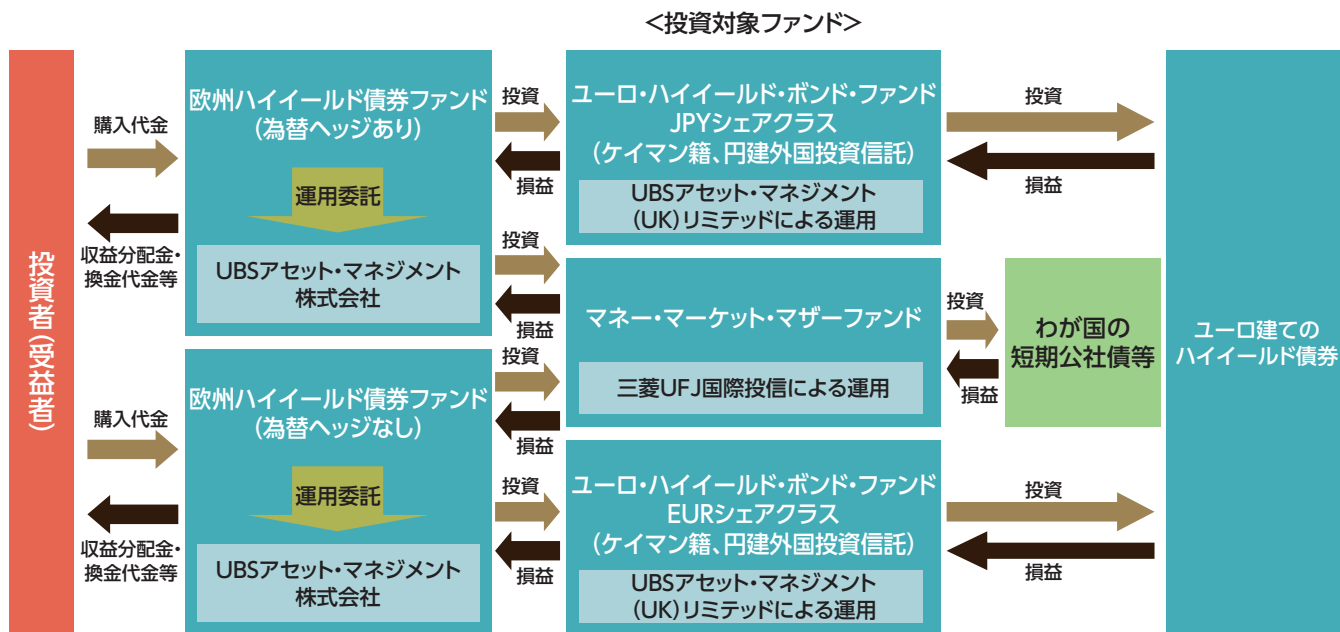 ＜投資対象ファンド＞
投資者（受益者）
購入代金
収益分配金・
換金代金等
欧州ハイイールド債券ファンド
（為替ヘッジあり）
運用委託
UBSアセット・マネジメント
株式会社
投資
損益
投資
損益
ユーロ・ハイイールド・ボンド・ファンド
JPYシェアクラス
（ケイマン籍、円建外国投資信託）
UBSアセット・マネジメント
（UK）リミテッドによる運用
投資
損益
マネー・マーケット・マザーファンド
三菱UFJ国際投信による運用
投資
損益
わが国の
短期公社債等
ユーロ建ての
ハイイールド債券
購入代金
収益分配金・
換金代金等
欧州ハイイールド債券ファンド
（為替ヘッジなし）
運用委託
UBSアセット・マネジメント
株式会社
投資
損益
投資
損益
ユーロ・ハイイールド・ボンド・ファンド
EURシェアクラス
（ケイマン籍、円建外国投資信託）
UBSアセット・マネジメント
（UK）リミテッドによる運用
投資
損益